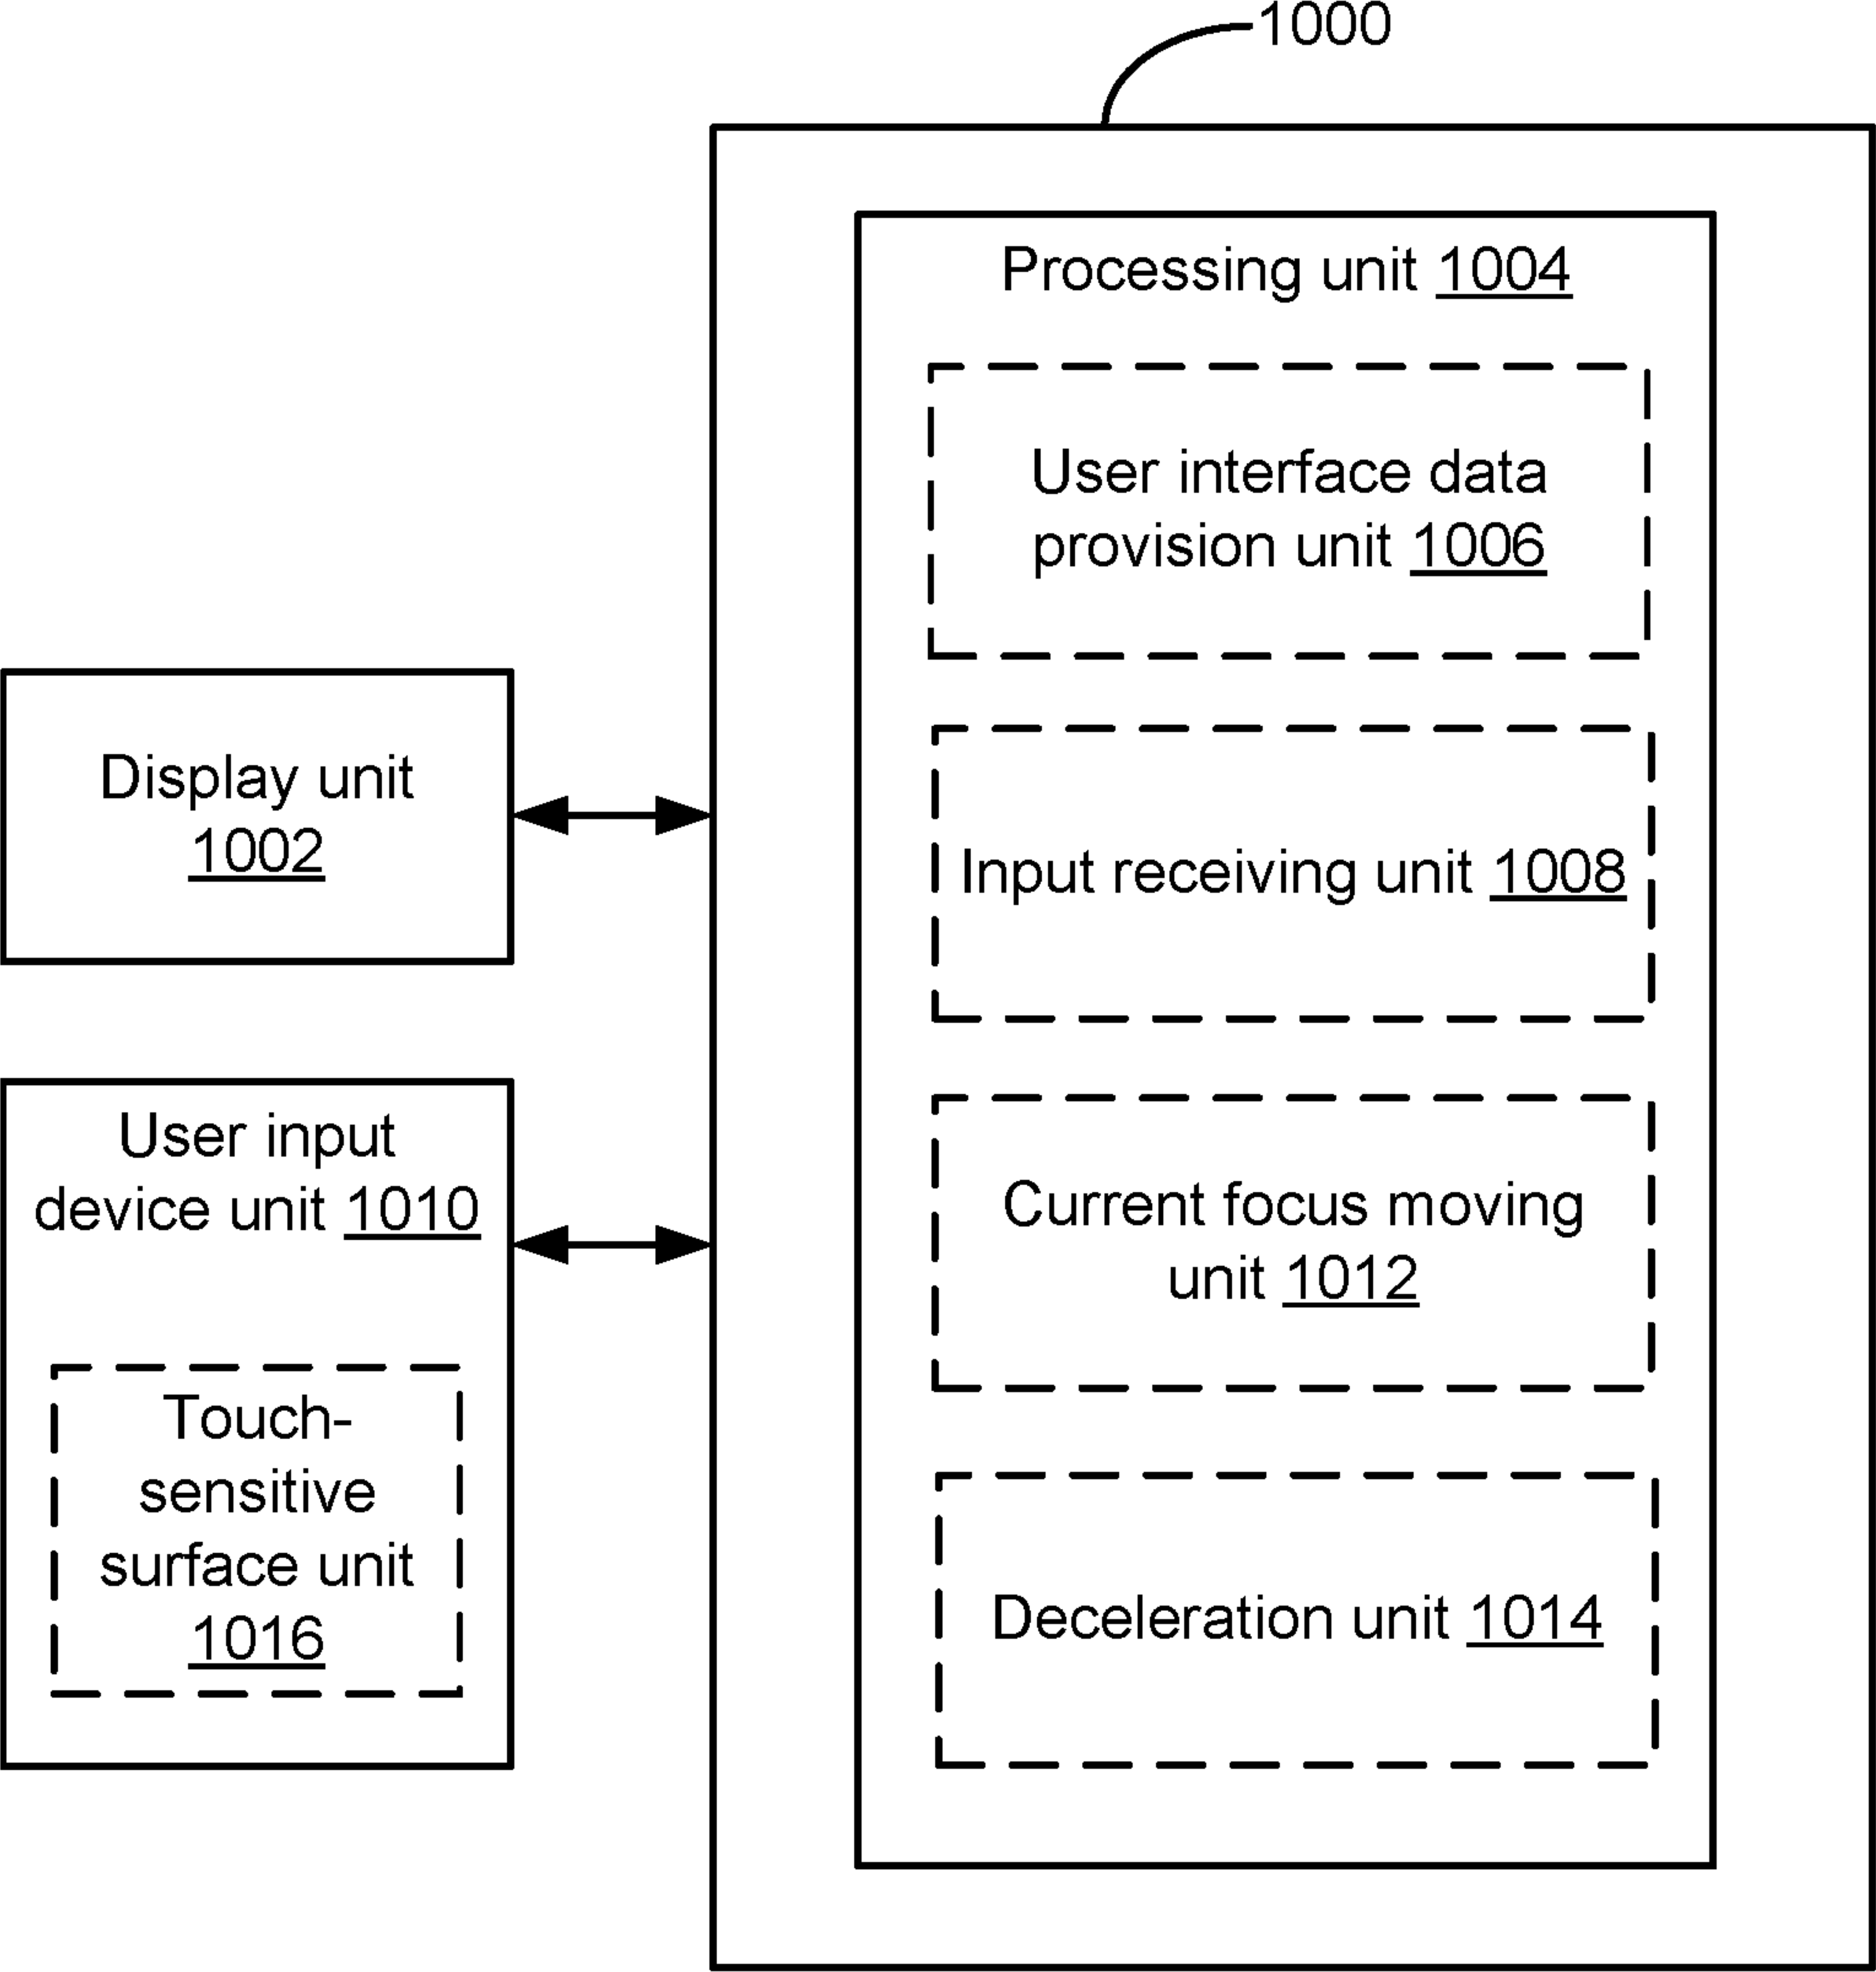 1000
Processing unit 1004
User interface data
provision unit 1006
Display unit
1002
Input receiving unit 1008
User input
device unit 1010
Current focus moving
unit 1012
Touch-
sensitive
surface unit
1016
Deceleration unit 1014